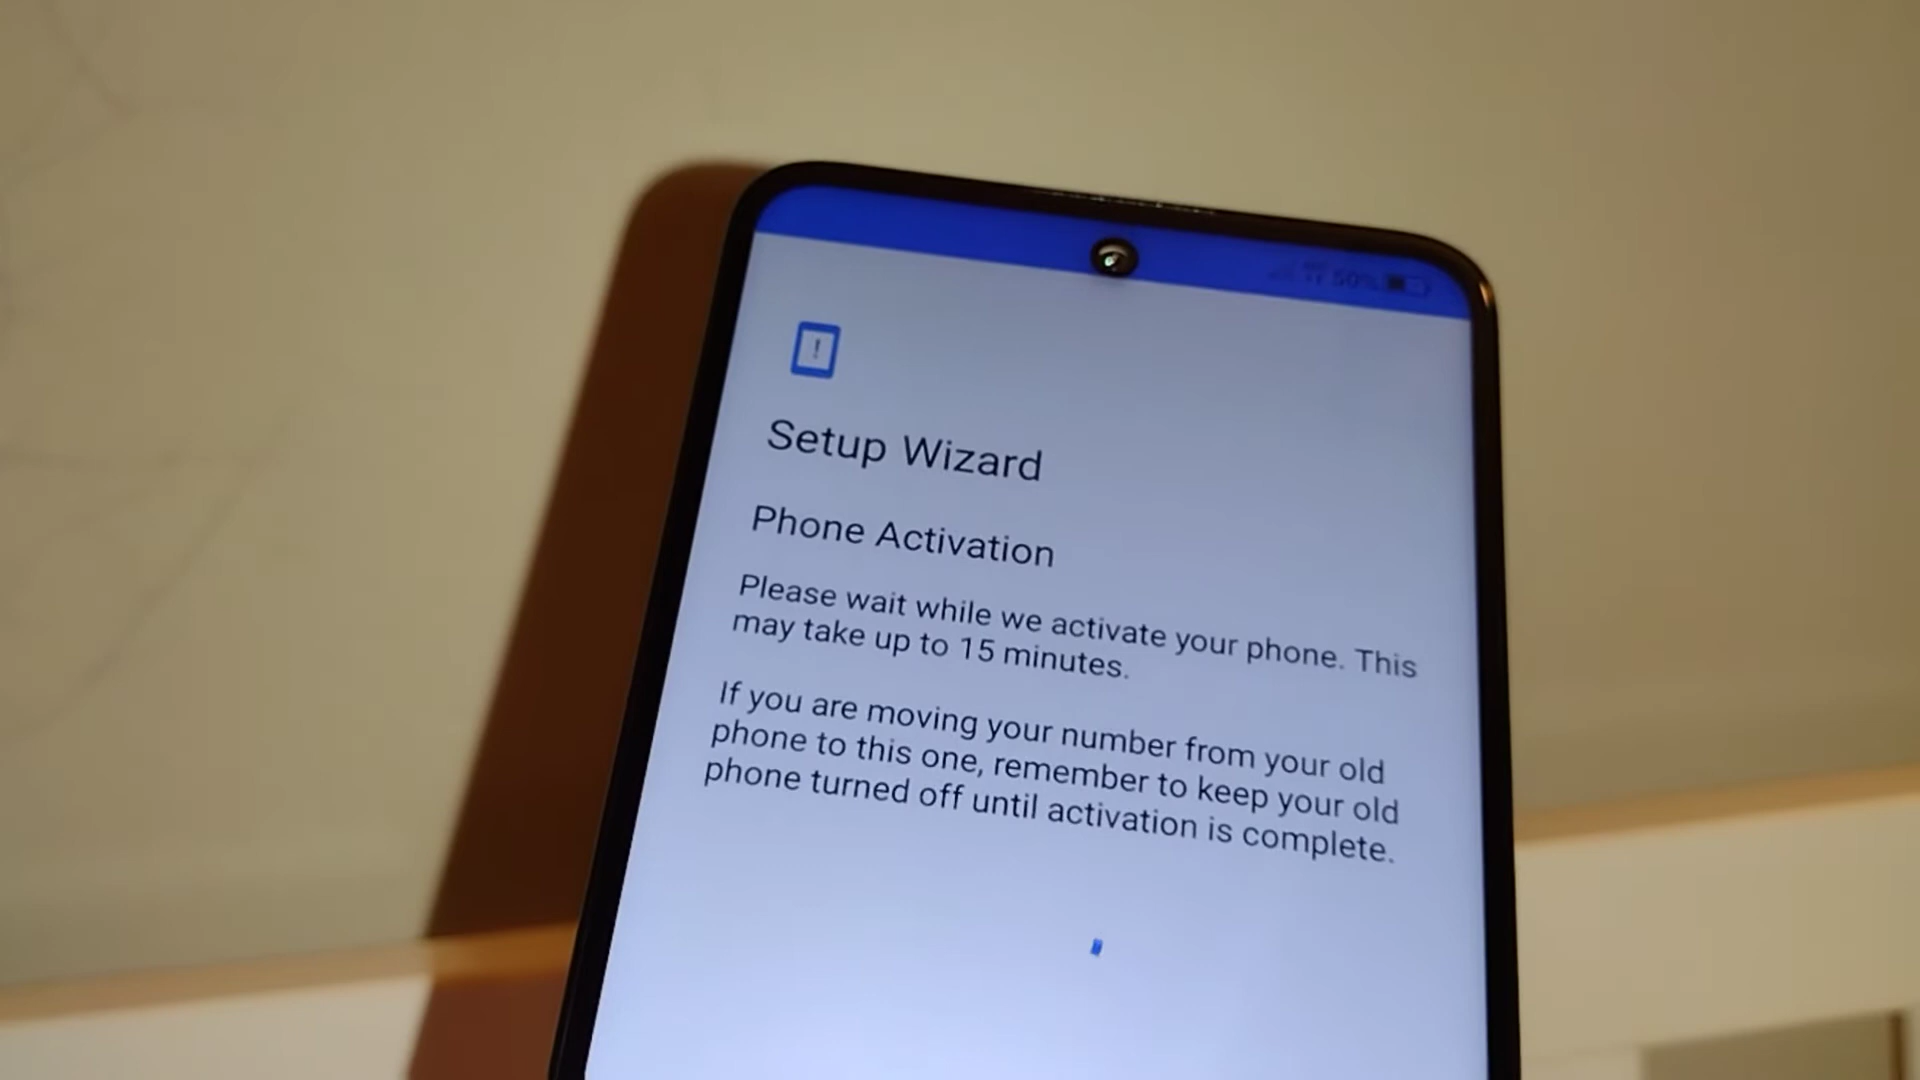 50%
!
Setup Wizard
Phone Activation
Please wait while we activate your phone. This
may take up to 15 minutes.
If you are moving your number from your old
phone to this one, remember to keep your old
phone turned off until activation is complete.